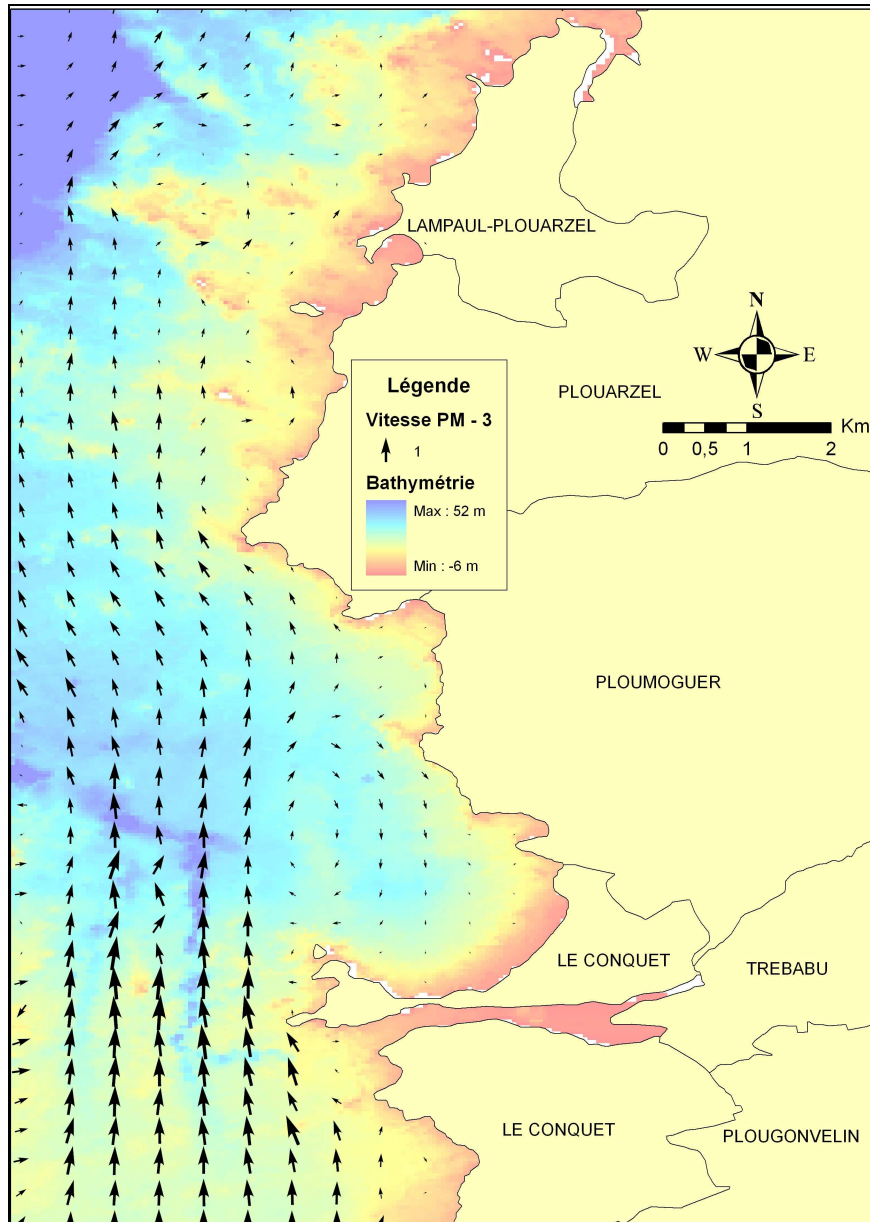 LAMPAUL-PLOUARZEL
N
W
E
S
PLOUARZEL
Km
0 0,5 1 2
Légende
Vitesse PM - 3
1
Bathymétrie
Max : 52 m
Min : -6 m
PLOUMOGUER
LE CONQUET
TREBABU
LE CONQUET
PLOUGONVELIN